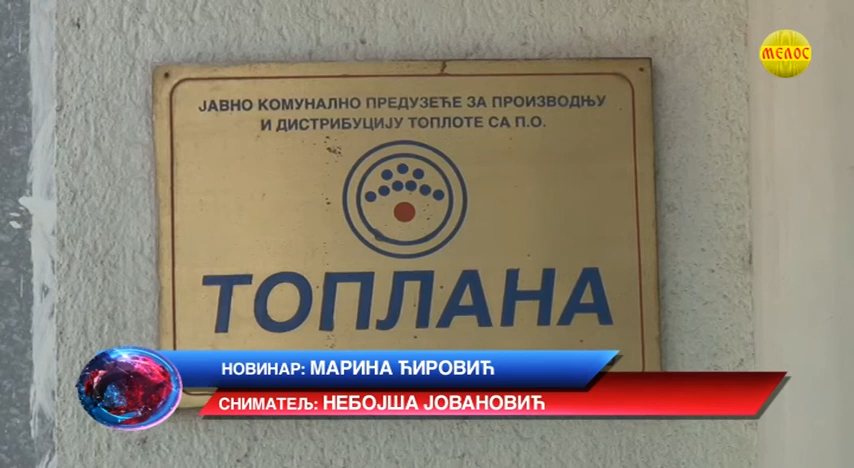 МЕЛОС
ЈАВНО КОМУНАЛНО ПРЕДУЗЕЋЕ ЗА ПРОИЗВОДЊУ
И ДИСТРИБУЦИЈУ ТОПЛОТЕ СА П.О.
ТОПЛАНА
НОВИНАР: МАРИНА ЋИРОВИЋ
СНИМАТЕЉ: НЕБОЈША ЈОВАНОВИЋ